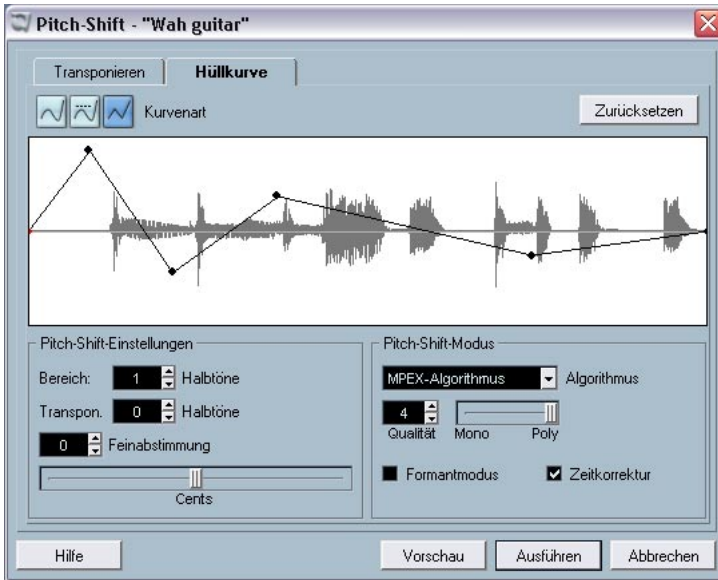 Pitch-Shift - "Wah guitar"
Transponieren Hüllkurve
Kurvenart Zurücksetzen
Pitch-Shift-Einstellungen
Bereich: 1 Halbtöne
Transpon. 0 Halbtöne
0 Feinabstimmung
Cents
Pitch-Shift-Modus
MPEX-Algorithmus Algorithmus
4
Qualität Mono Poly
Formantmodus Zeitkorrektur
Hilfe Vorschau Ausführen Abbrechen